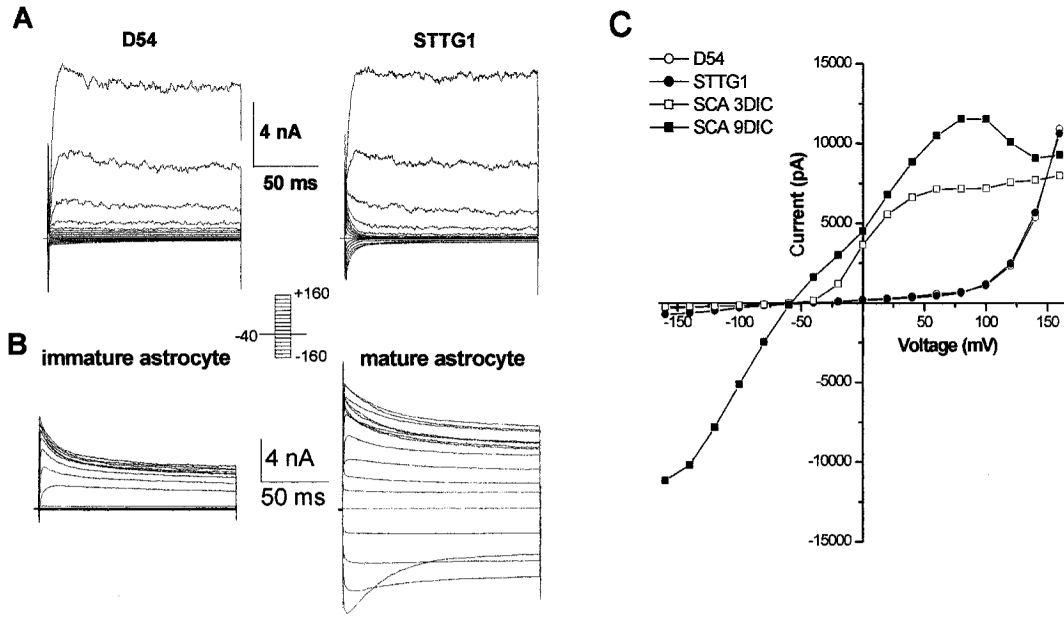 A
D54
STTG1
4 nA
50 ms
+160
-40
-160
B
immature astrocyte
mature astrocyte
4 nA
50 ms
C
D54
STTG1
SCA 3DIC
SCA 9DIC
15000
10000
5000
-5000
-10000
-15000
Current (pA)
-150
-100
-50
50
100
150
Voltage (mV)